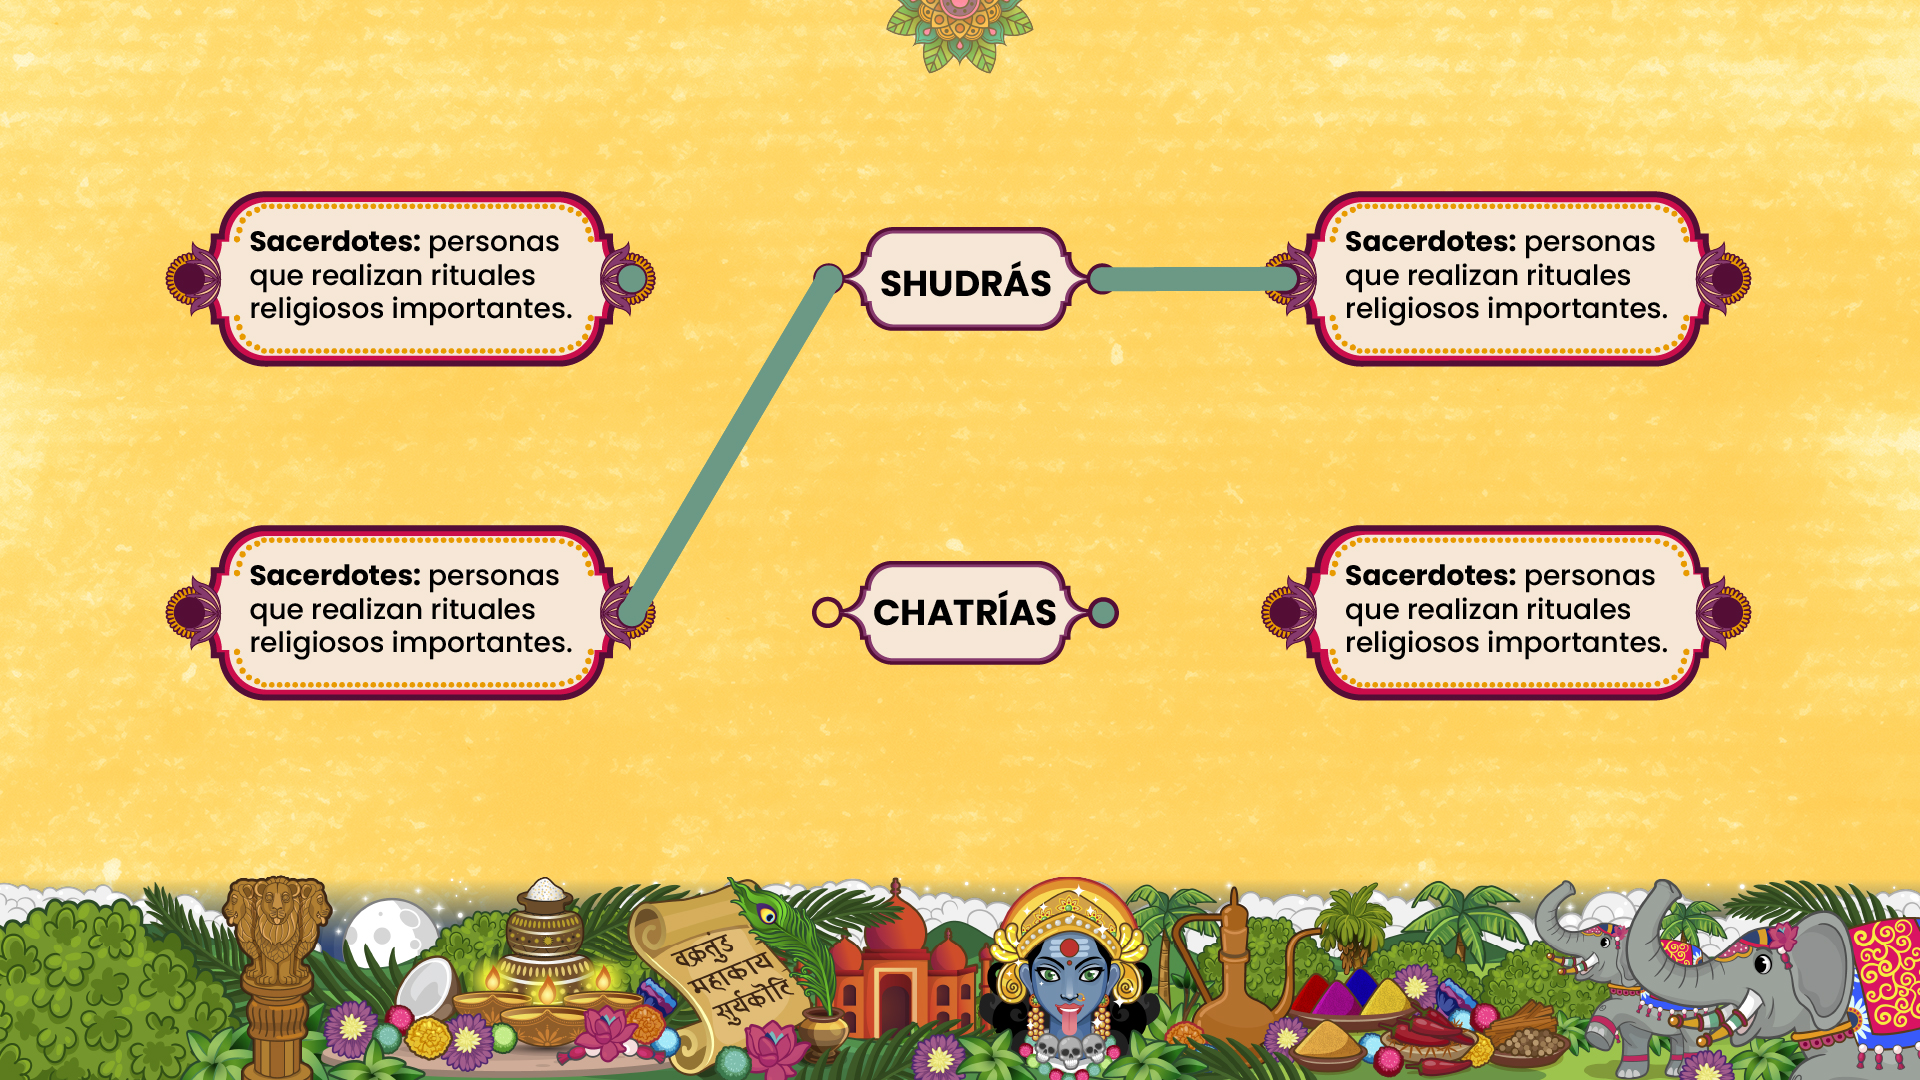 Sacerdotes: personas
que realizan rituales
religiosos importantes.
SHUDRÁS
Sacerdotes: personas
que realizan rituales
religiosos importantes.
Sacerdotes: personas
que realizan rituales
religiosos importantes.
CHATRÍAS
Sacerdotes: personas
que realizan rituales
religiosos importantes.
वक्रतुंड
महाकाय
सुर्यकोटि